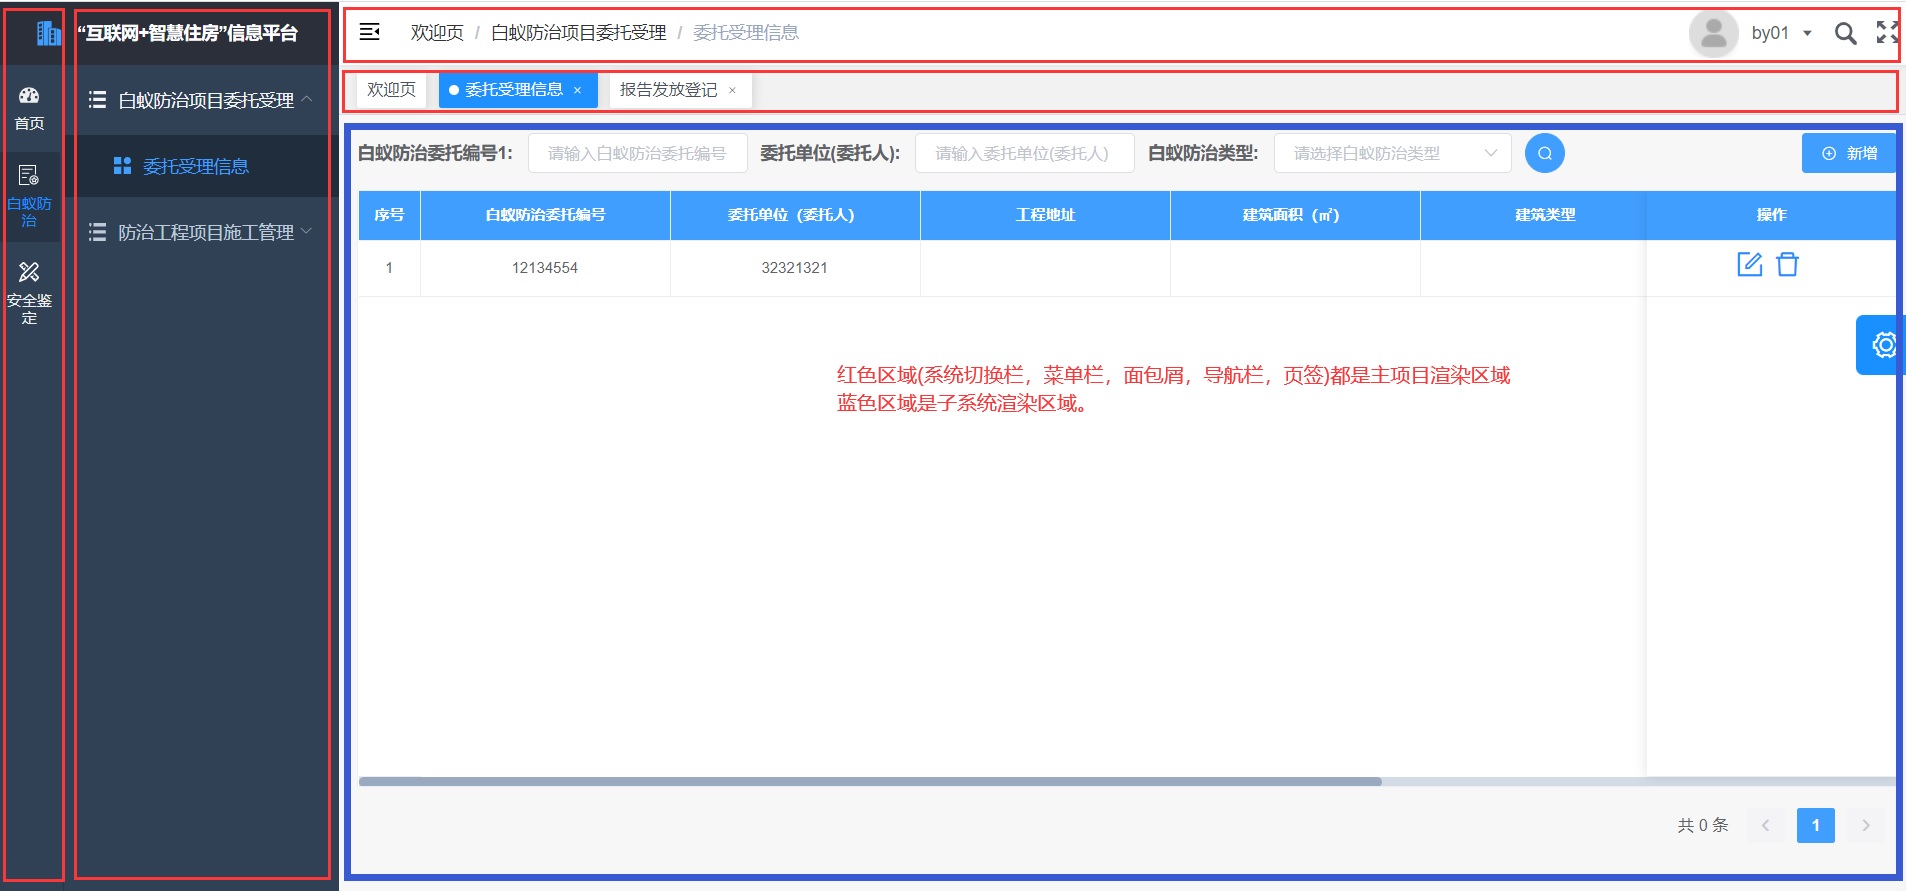 “互联网+智慧住房”信息平台
首页
白蚁防
治
安全鉴
定
白蚁防治项目委托受理
委托受理信息
防治工程项目施工管理
欢迎页 / 白蚁防治项目委托受理 / 委托受理信息
by01
欢迎页
委托受理信息 ×
报告发放登记 ×
白蚁防治委托编号1: 请输入白蚁防治委托编号 委托单位(委托人): 请输入委托单位(委托人) 白蚁防治类型: 请选择白蚁防治类型
新增
序号 白蚁防治委托编号 委托单位（委托人） 工程地址 建筑面积（㎡） 建筑类型 操作
1 12134554 32321321
红色区域(系统切换栏，菜单栏，面包屑，导航栏，页签)都是主项目渲染区域
蓝色区域是子系统渲染区域。
共 0 条 < 1 >